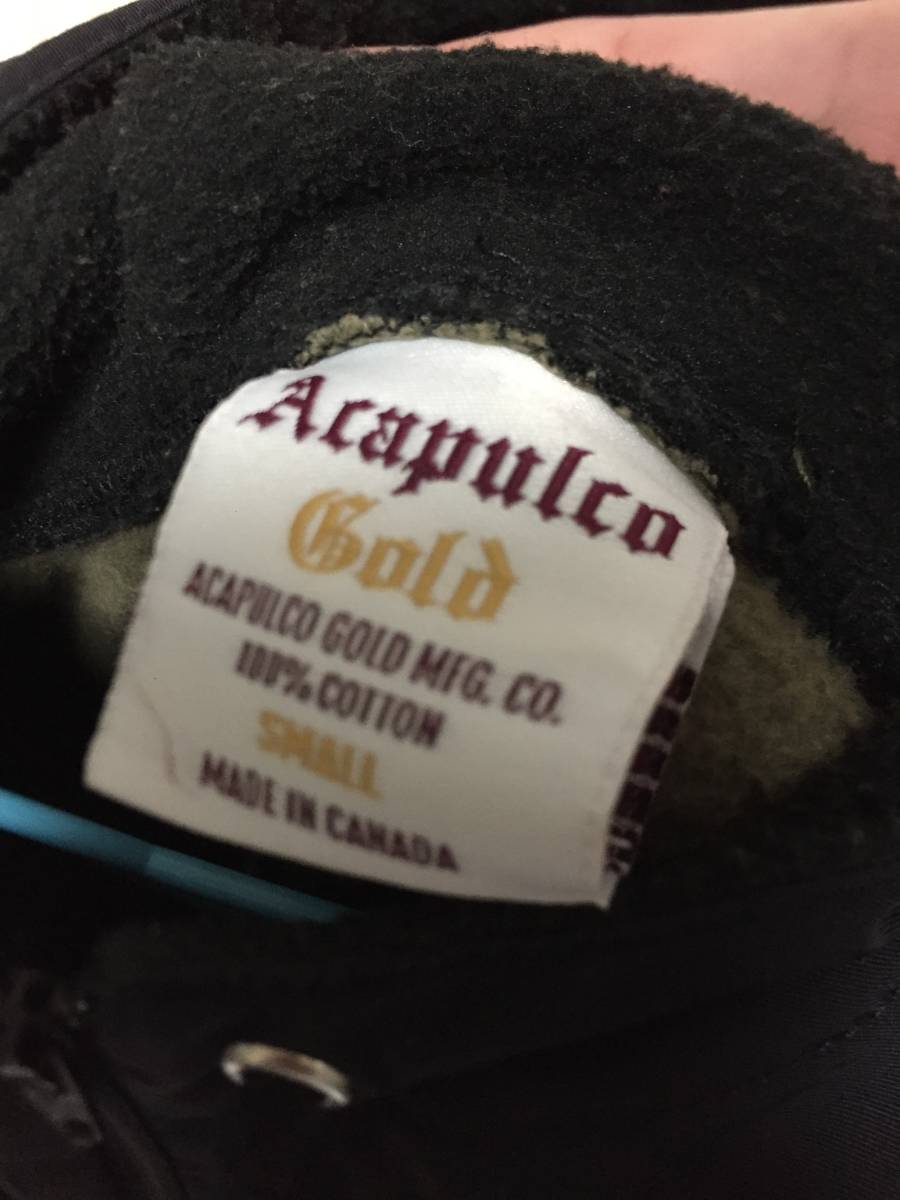 Acapulco
Gold
ACAPULCO GOLD MFG. CO.
100% COTTON
SMALL
MADE IN CANADA